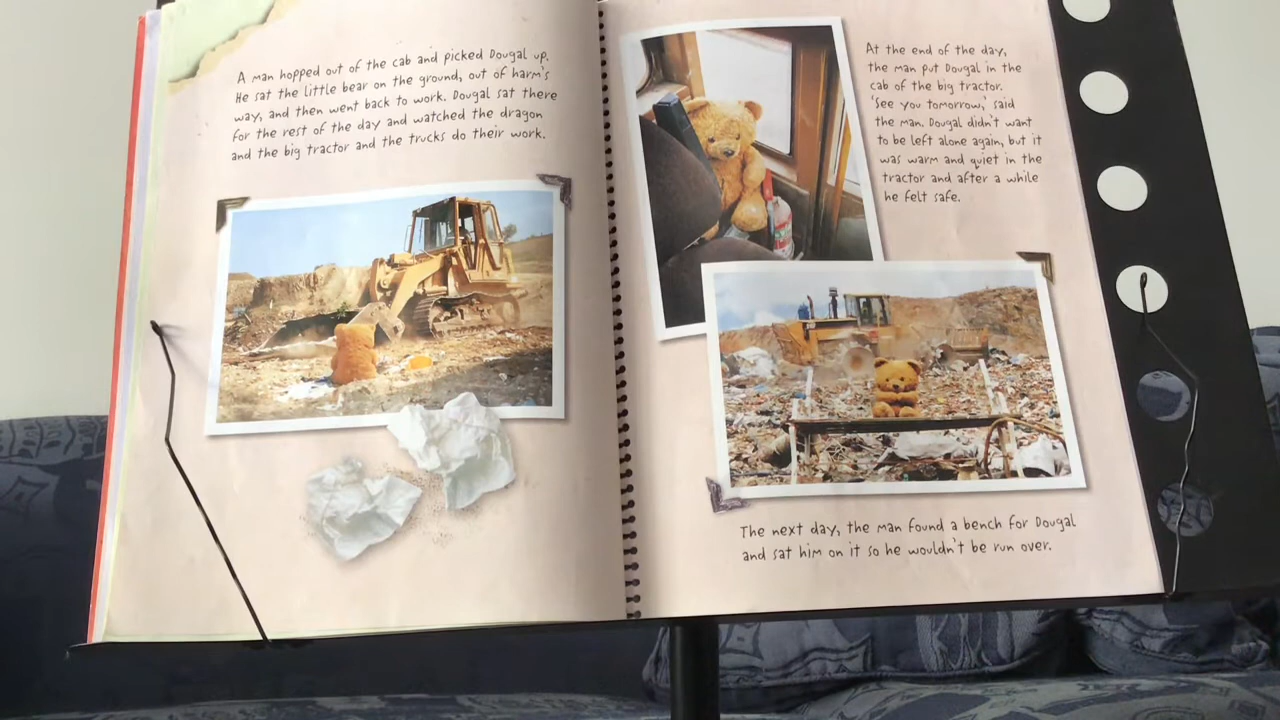 A man hopped out of the cab and picked Dougal up.
He sat the little bear on the ground, out of harm's
way, and then went back to work. Dougal sat there
for the rest of the day and watched the dragon
and the big tractor and the trucks do their work.
At the end of the day,
the man put Dougal in the
cab of the big tractor.
'See you tomorrow,' said
the man. Dougal didn't want
to be left alone again, but it
was warm and quiet in the
tractor and after a while
he felt safe.
The next day, the man found a bench for Dougal
and sat him on it so he wouldn't be run over.